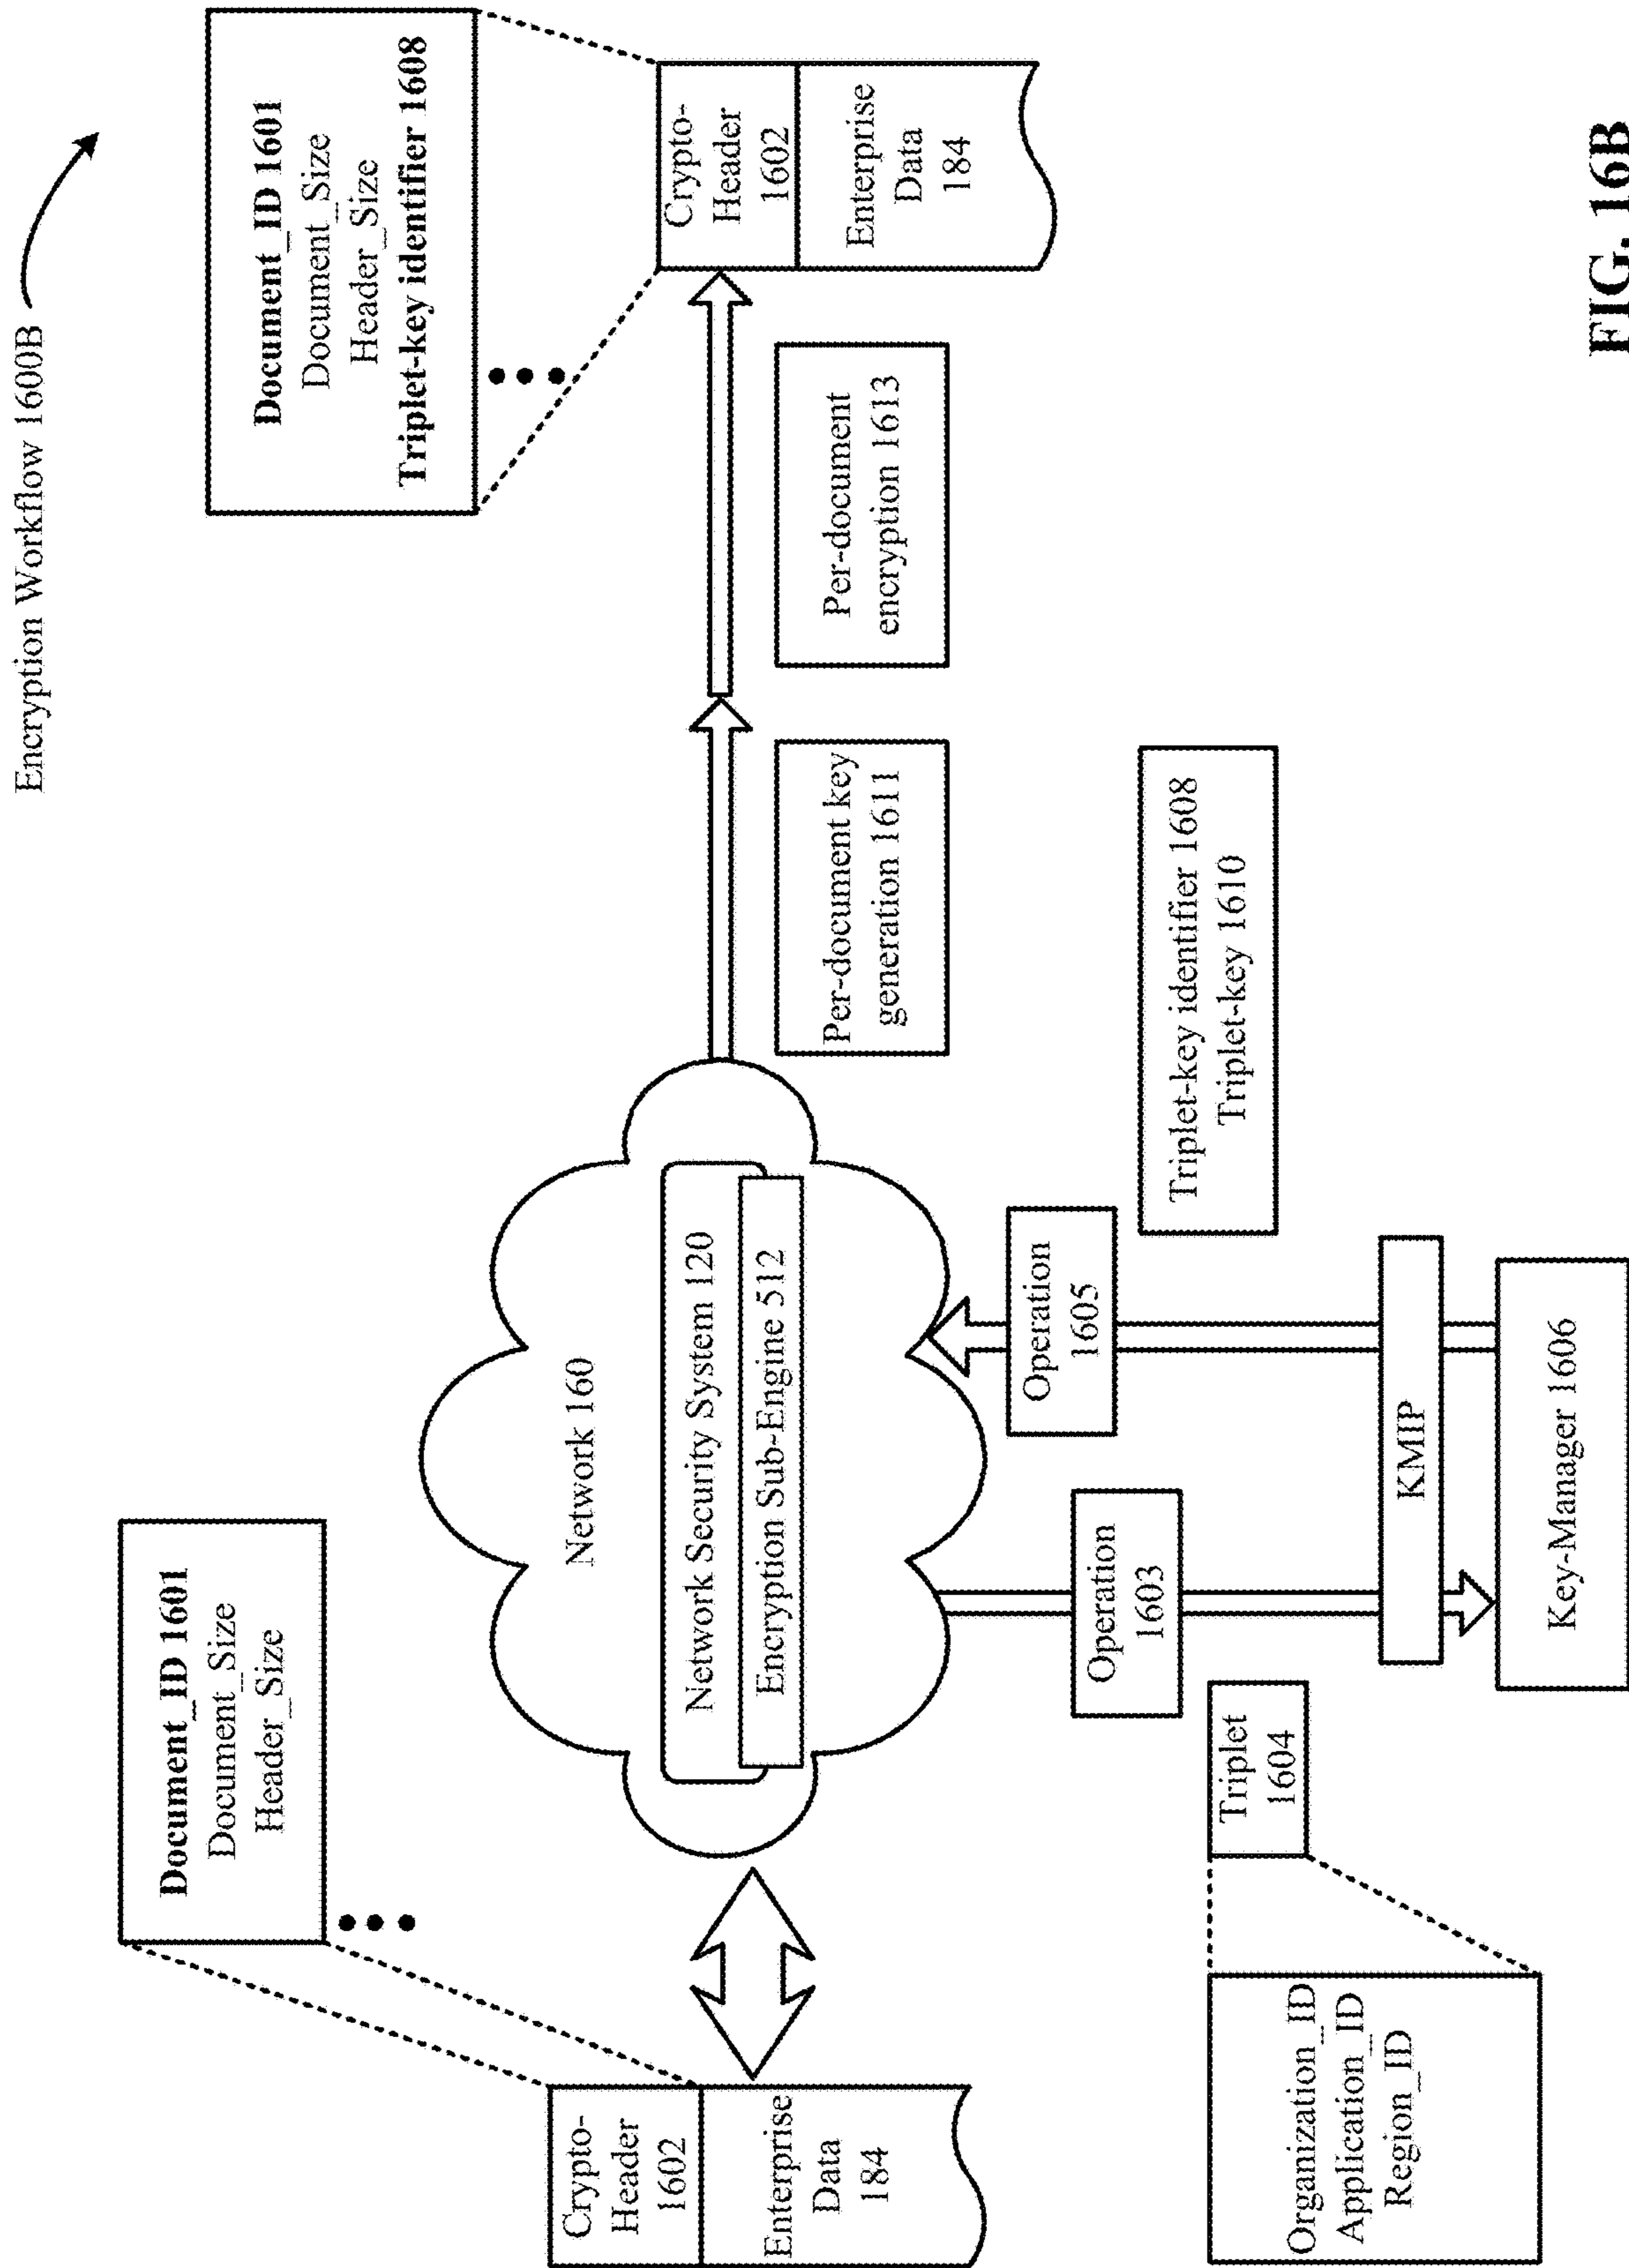 Encryption Workflow 1600B
Document_ID 1601
Document_Size
Header_Size
Document_ID 1601
Document_Size
Header_Size
Triplet-key identifier 1608
Crypto-
Header
1602
Enterprise
Data
184
Network 160
Network Security System 120
Encryption Sub-Engine 512
Per-document key
generation 1611
Per-document
encryption 1613
Crypto-
Header
1602
Enterprise
Data
184
Operation
1603
Operation
1605
Triplet
1604
Organization_ID
Application_ID
Region_ID
Triplet-key identifier 1608
Triplet-key 1610
KMIP
Key-Manager 1606
FIG. 16B